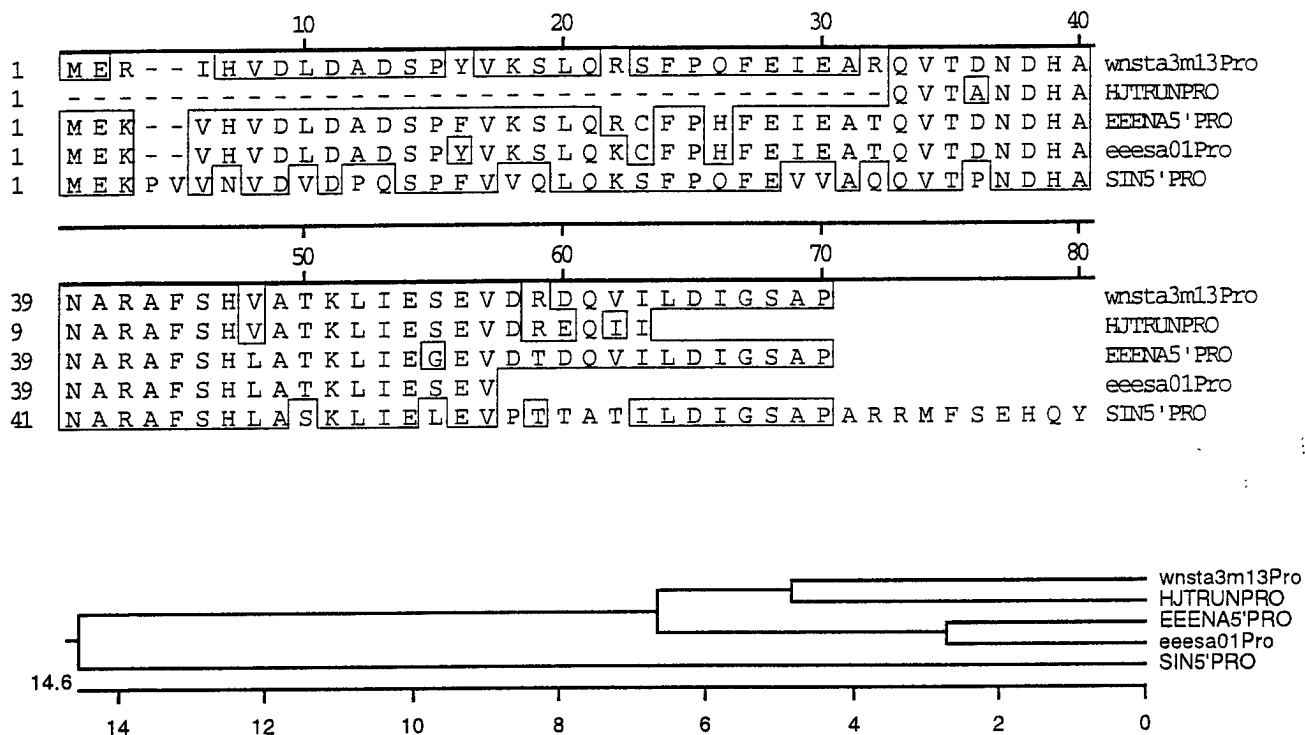 10 20 30 40
1 M E R - - I H V D L D A D S P Y V K S L Q R S F P Q F E I E A R Q V T D N D H A wnsta3m13Pro
1 - - - - - - - - - - - - - - - - - - - - - - - - - - - - - - - - Q V T A N D H A HJTRUNPRO
1 M E K - - V H V D L D A D S P F V K S L Q R C F P H F E I E A T Q V T D N D H A EEENA5'PRO
1 M E K - - V H V D L D A D S P Y V K S L Q K C F P H F E I E A T Q V T D N D H A eeesa01Pro
1 M E K P V V N V D V D P Q S P F V V Q L Q K S F P Q F E V V A Q Q V T P N D H A SIN5'PRO
50 60 70 80
39 N A R A F S H V A T K L I E S E V D R D Q V I L D I G S A P wnsta3m13Pro
9 N A R A F S H V A T K L I E S E V D R E Q I I HJTRUNPRO
39 N A R A F S H L A T K L I E G E V D T D Q V I L D I G S A P EEENA5'PRO
39 N A R A F S H L A T K L I E S E V eeesa01Pro
41 N A R A F S H L A S K L I E L E V P T T A T I L D I G S A P A R R M F S E H Q Y SIN5'PRO
wnsta3m13Pro
HJTRUNPRO
EEENA5'PRO
eeesa01Pro
SIN5'PRO
14.6
14 12 10 8 6 4 2 0